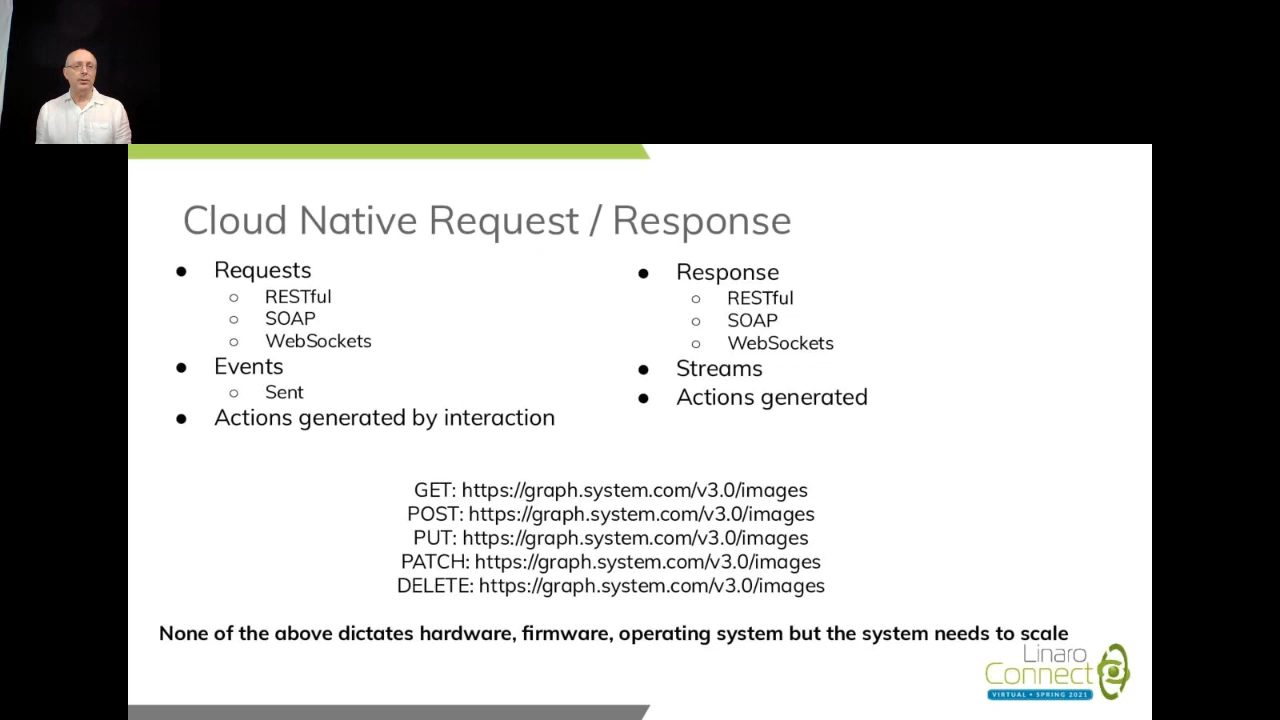 Cloud Native Request / Response
● Requests
○ RESTful
○ SOAP
○ WebSockets
● Events
○ Sent
● Actions generated by interaction
● Response
○ RESTful
○ SOAP
○ WebSockets
● Streams
● Actions generated
GET: https://graph.system.com/v3.0/images
POST: https://graph.system.com/v3.0/images
PUT: https://graph.system.com/v3.0/images
PATCH: https://graph.system.com/v3.0/images
DELETE: https://graph.system.com/v3.0/images
None of the above dictates hardware, firmware, operating system but the system needs to scale
Linaro
Connect
VIRTUAL • SPRING 2021